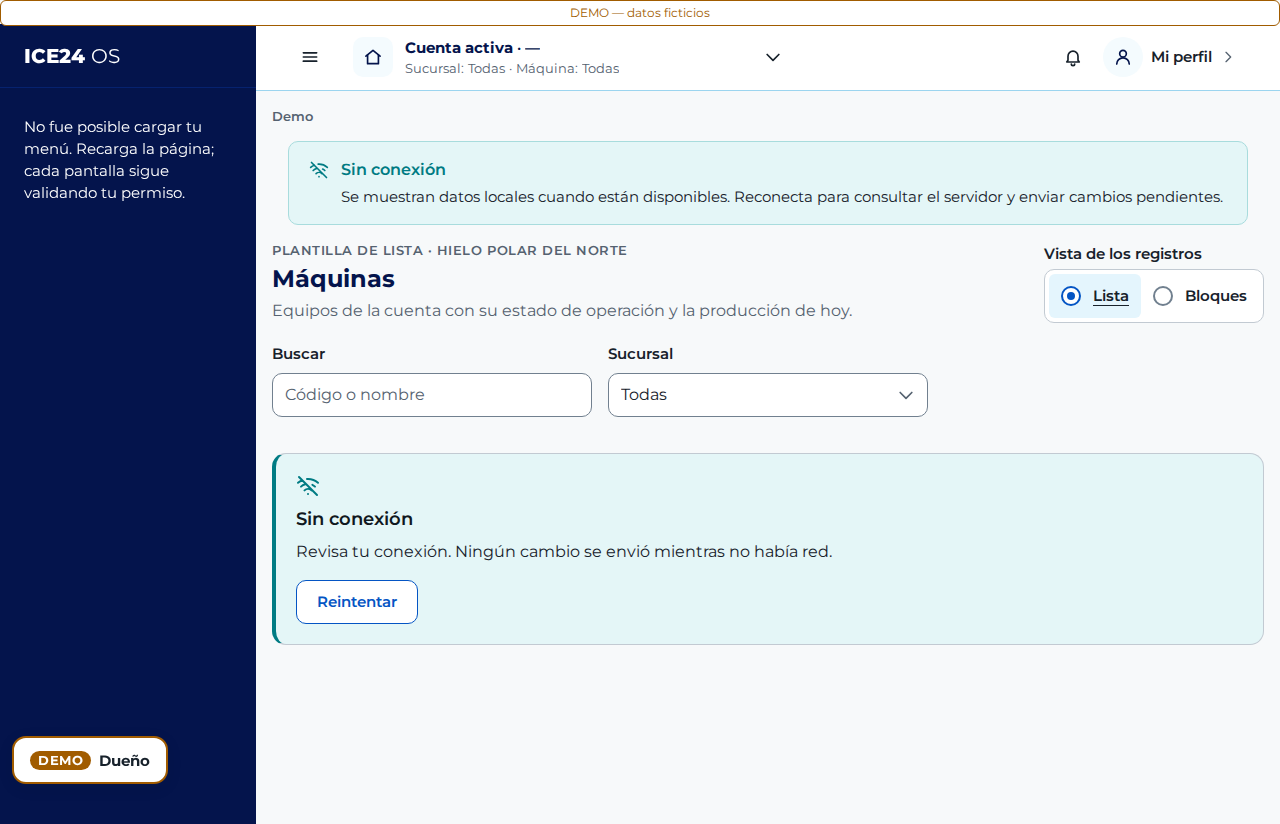 DEMO — datos ficticios
ICE24 OS
No fue posible cargar tu
menú. Recarga la página;
cada pantalla sigue
validando tu permiso.
DEMO Dueño
Cuenta activa · —
Sucursal: Todas · Máquina: Todas
Mi perfil
Demo
Sin conexión
Se muestran datos locales cuando están disponibles. Reconecta para consultar el servidor y enviar cambios pendientes.
PLANTILLA DE LISTA · HIELO POLAR DEL NORTE
Máquinas
Equipos de la cuenta con su estado de operación y la producción de hoy.
Vista de los registros
Lista Bloques
Buscar
Código o nombre
Sucursal
Todas
Sin conexión
Revisa tu conexión. Ningún cambio se envió mientras no había red.
Reintentar